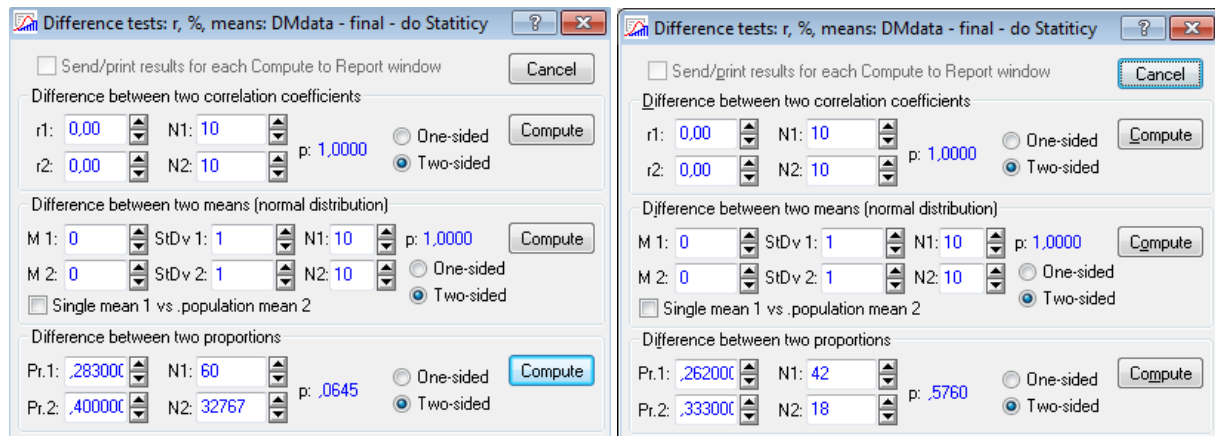 Difference tests: r, %, means: DMdata - final - do Statiticy
Send/print results for each Compute to Report window
Cancel
Difference between two correlation coefficients
r1: 0,00 N1: 10
p: 1,0000
One-sided
Compute
r2: 0,00 N2: 10
Two-sided
Difference between two means (normal distribution)
M 1: 0 StDv 1: 1 N1: 10 p: 1,0000
Compute
M 2: 0 StDv 2: 1 N2: 10
One-sided
Two-sided
Single mean 1 vs .population mean 2
Difference between two proportions
Pr.1: ,283000 N1: 60
p: ,0645
One-sided
Compute
Pr.2: ,400000 N2: 32767
Two-sided
Difference tests: r, %, means: DMdata - final - do Statiticy
Send/print results for each Compute to Report window
Cancel
Difference between two correlation coefficients
r1: 0,00 N1: 10
p: 1,0000
One-sided
Compute
r2: 0,00 N2: 10
Two-sided
Difference between two means (normal distribution)
M 1: 0 StDv 1: 1 N1: 10 p: 1,0000
Compute
M 2: 0 StDv 2: 1 N2: 10
One-sided
Two-sided
Single mean 1 vs .population mean 2
Difference between two proportions
Pr.1: ,262000 N1: 42
p: ,5760
One-sided
Compute
Pr.2: ,333000 N2: 18
Two-sided